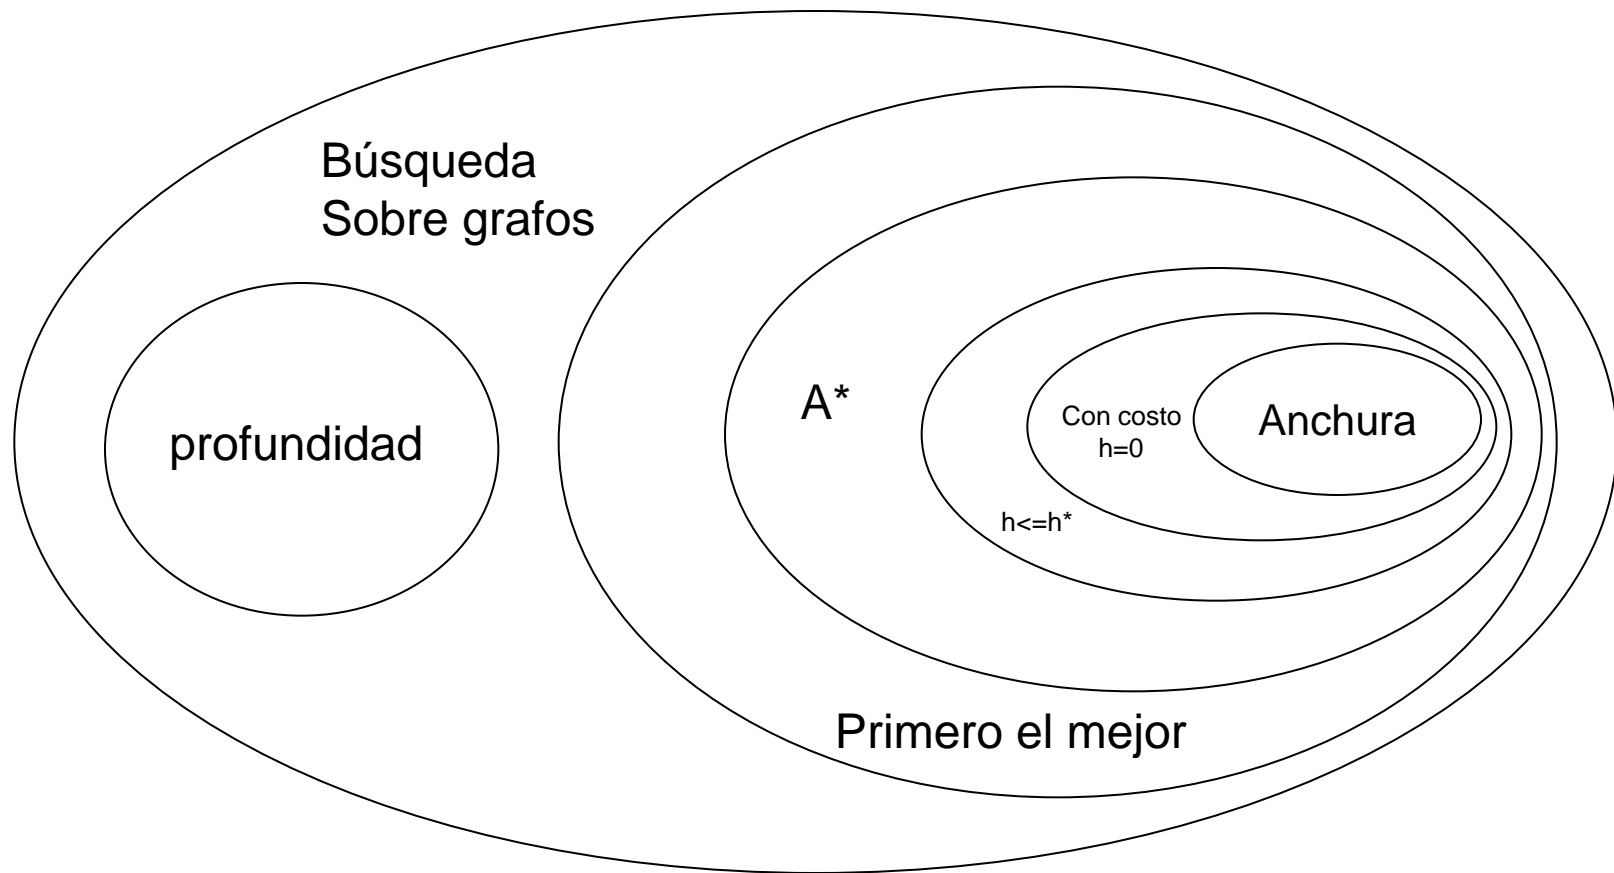 Búsqueda
Sobre grafos
profundidad
A*
Con costo
h=0
Anchura
h<=h*
Primero el mejor